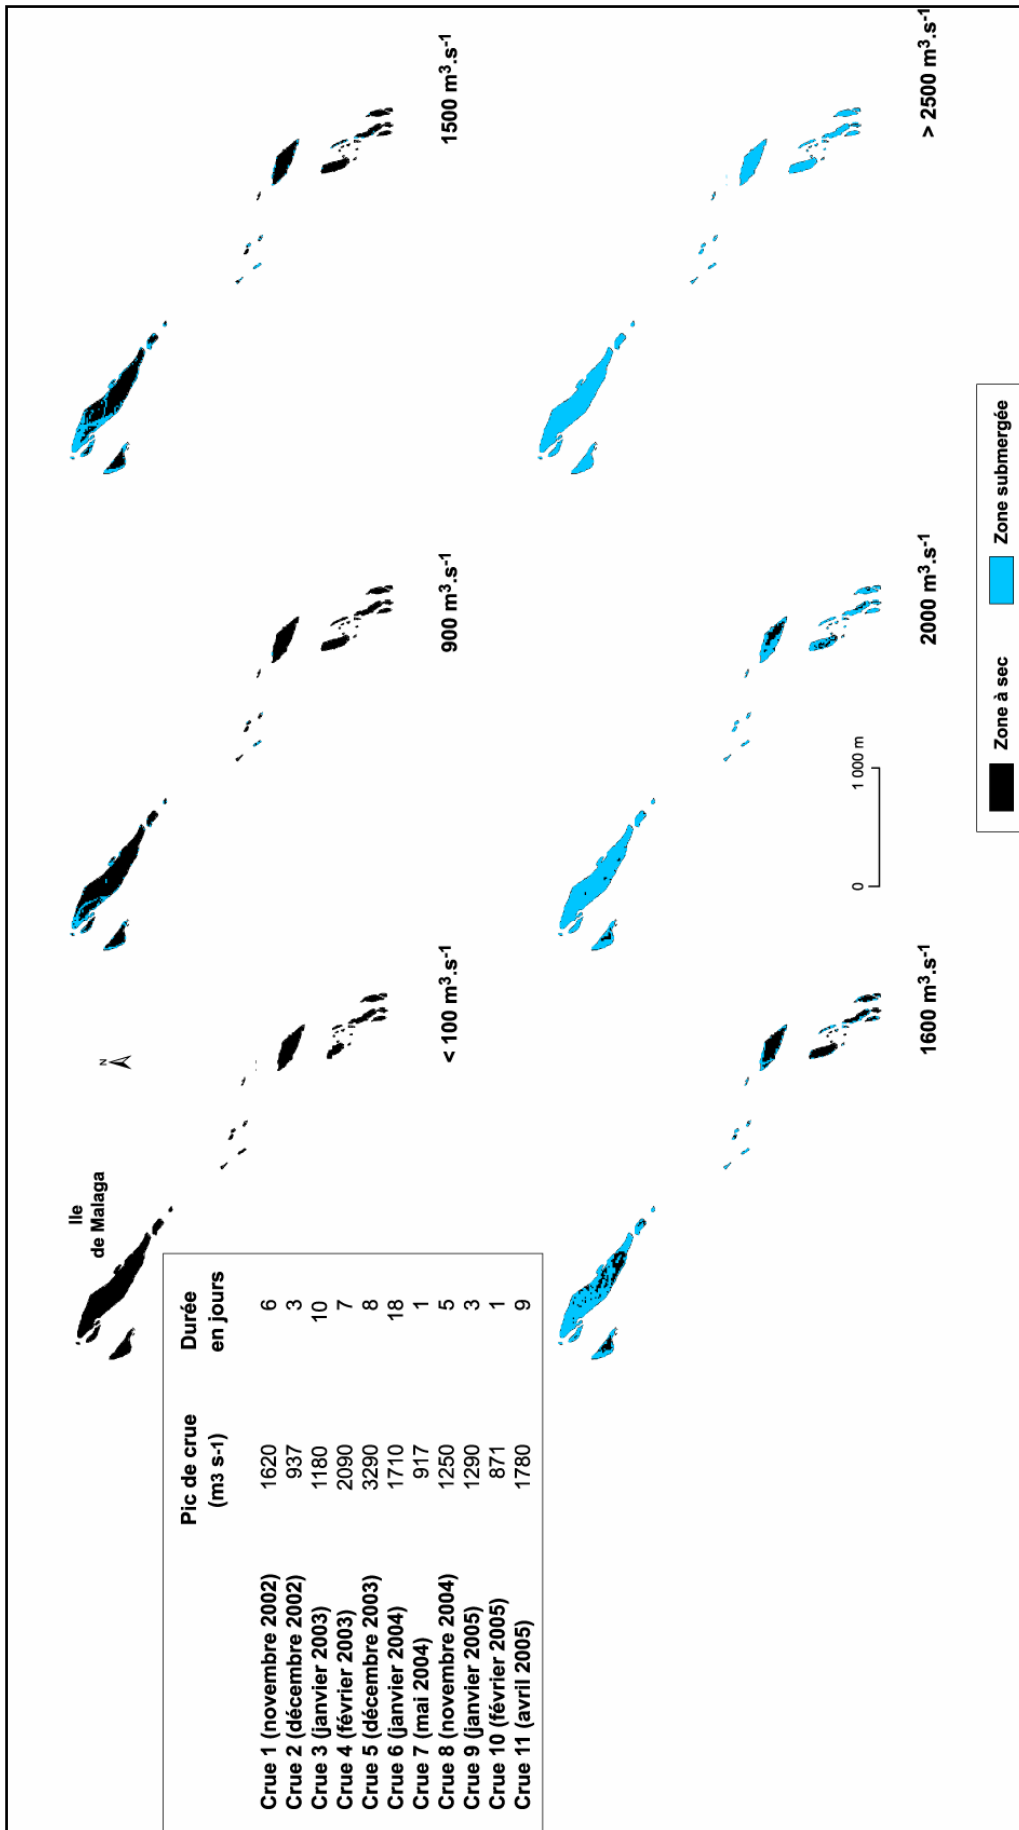 Ile
de Malaga
N
< 100 m³.s-1
900 m³.s-1
1500 m³.s-1
Pic de crue
(m3 s-1)
Durée
en jours
Crue 1 (novembre 2002) 1620 6
Crue 2 (décembre 2002) 937 3
Crue 3 (janvier 2003) 1180 10
Crue 4 (février 2003) 2090 7
Crue 5 (décembre 2003) 3290 8
Crue 6 (janvier 2004) 1710 18
Crue 7 (mai 2004) 917 1
Crue 8 (novembre 2004) 1250 5
Crue 9 (janvier 2005) 1290 3
Crue 10 (février 2005) 871 1
Crue 11 (avril 2005) 1780 9
0 1 000 m
1600 m³.s-1
2000 m³.s-1
> 2500 m³.s-1
Zone à sec
Zone submergée